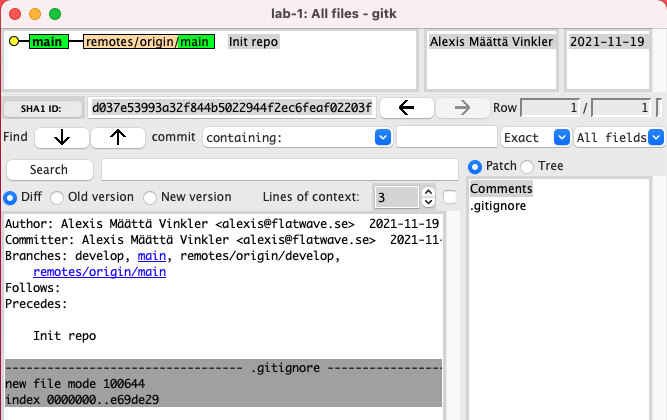 lab-1: All files - gitk
main remotes/origin/main Init repo Alexis Määttä Vinkler 2021-11-19
SHA1 ID: d037e53993a32f844b5022944f2ec6feaf02203f Row 1 / 1
Find commit containing: Exact All fields
Search Patch Tree
Diff Old version New version Lines of context: 3
Comments
.gitignore
Author: Alexis Määttä Vinkler <alexis@flatwave.se>  2021-11-19
Committer: Alexis Määttä Vinkler <alexis@flatwave.se>  2021-11-
Branches: develop, main, remotes/origin/develop,
remotes/origin/main
Follows:
Precedes:
Init repo
---------------------------------- .gitignore ----------------
new file mode 100644
index 0000000..e69de29